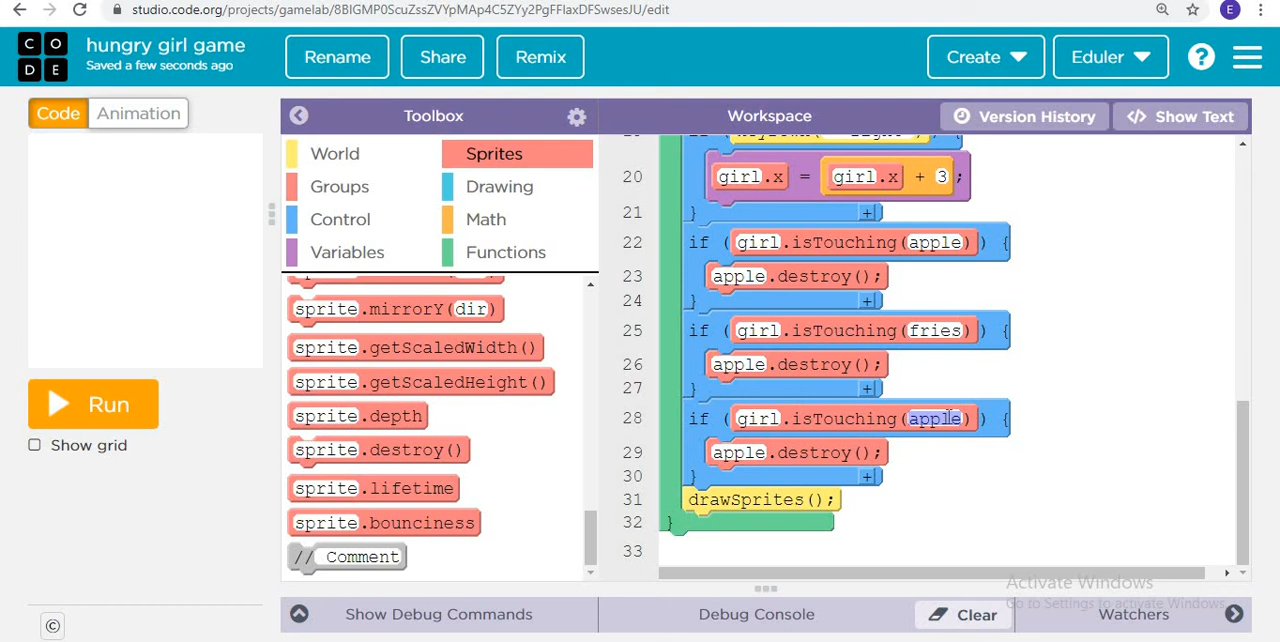 studio.code.org/projects/gamelab/8BIGMP0ScuZssZVYpMAp4C5ZYy2PgFFIaxDFSwsesJU/edit
E
C O D E
hungry girl game
Saved a few seconds ago
Rename
Share
Remix
Create
Eduler
?
Code
Animation
Toolbox
Workspace
Version History
</> Show Text
World
Sprites
Groups
Drawing
Control
Math
Variables
Functions
sprite.mirrorY(dir)
sprite.getScaledWidth()
sprite.getScaledHeight()
sprite.depth
sprite.destroy()
sprite.lifetime
sprite.bounciness
// Comment
Run
Show grid
20 girl.x = girl.x + 3;
21 }
22 if (girl.isTouching(apple)) {
23 apple.destroy();
24 }
25 if (girl.isTouching(fries)) {
26 apple.destroy();
27 }
28 if (girl.isTouching(apple)) {
29 apple.destroy();
30 }
31 drawSprites();
32 }
33
Activate Windows
Go to Settings to activate Windows.
©
Show Debug Commands
Debug Console
Clear
Watchers